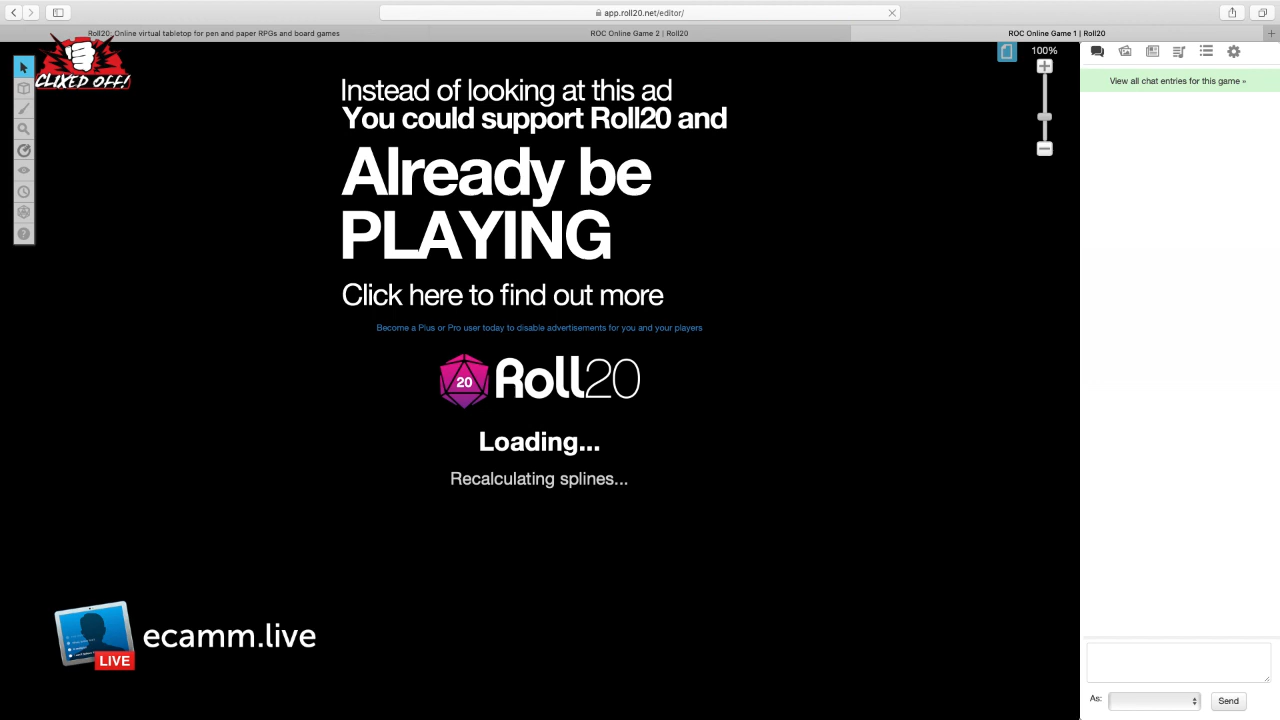 app.roll20.net/editor/
Roll20: Online virtual tabletop for pen and paper RPGs and board games
ROC Online Game 2 | Roll20
ROC Online Game 1 | Roll20
CLIXED OFF!
100%
View all chat entries for this game »
Instead of looking at this ad
You could support Roll20 and
Already be
PLAYING
Click here to find out more
Become a Plus or Pro user today to disable advertisements for you and your players
20
Roll20
Loading...
Recalculating splines...
ecamm.live
LIVE
As:
Send